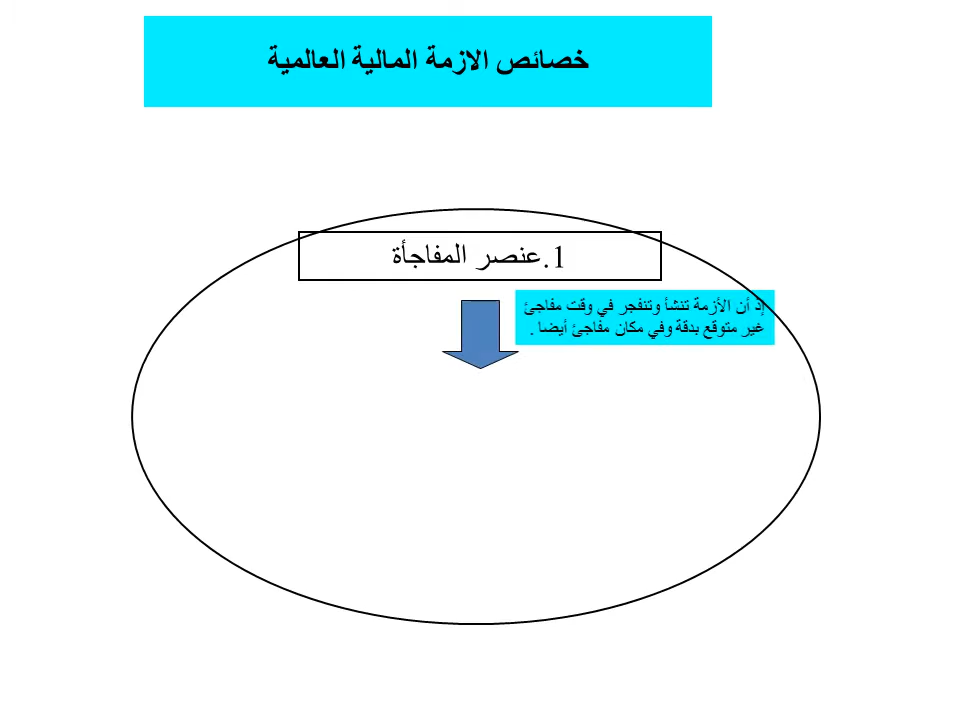 خصائص الازمة المالية العالمية
1.عنصر المفاجأة
إذ أن الأزمة تنشأ وتنفجر في وقت مفاجئ
غير متوقع بدقة وفي مكان مفاجئ أيضا .